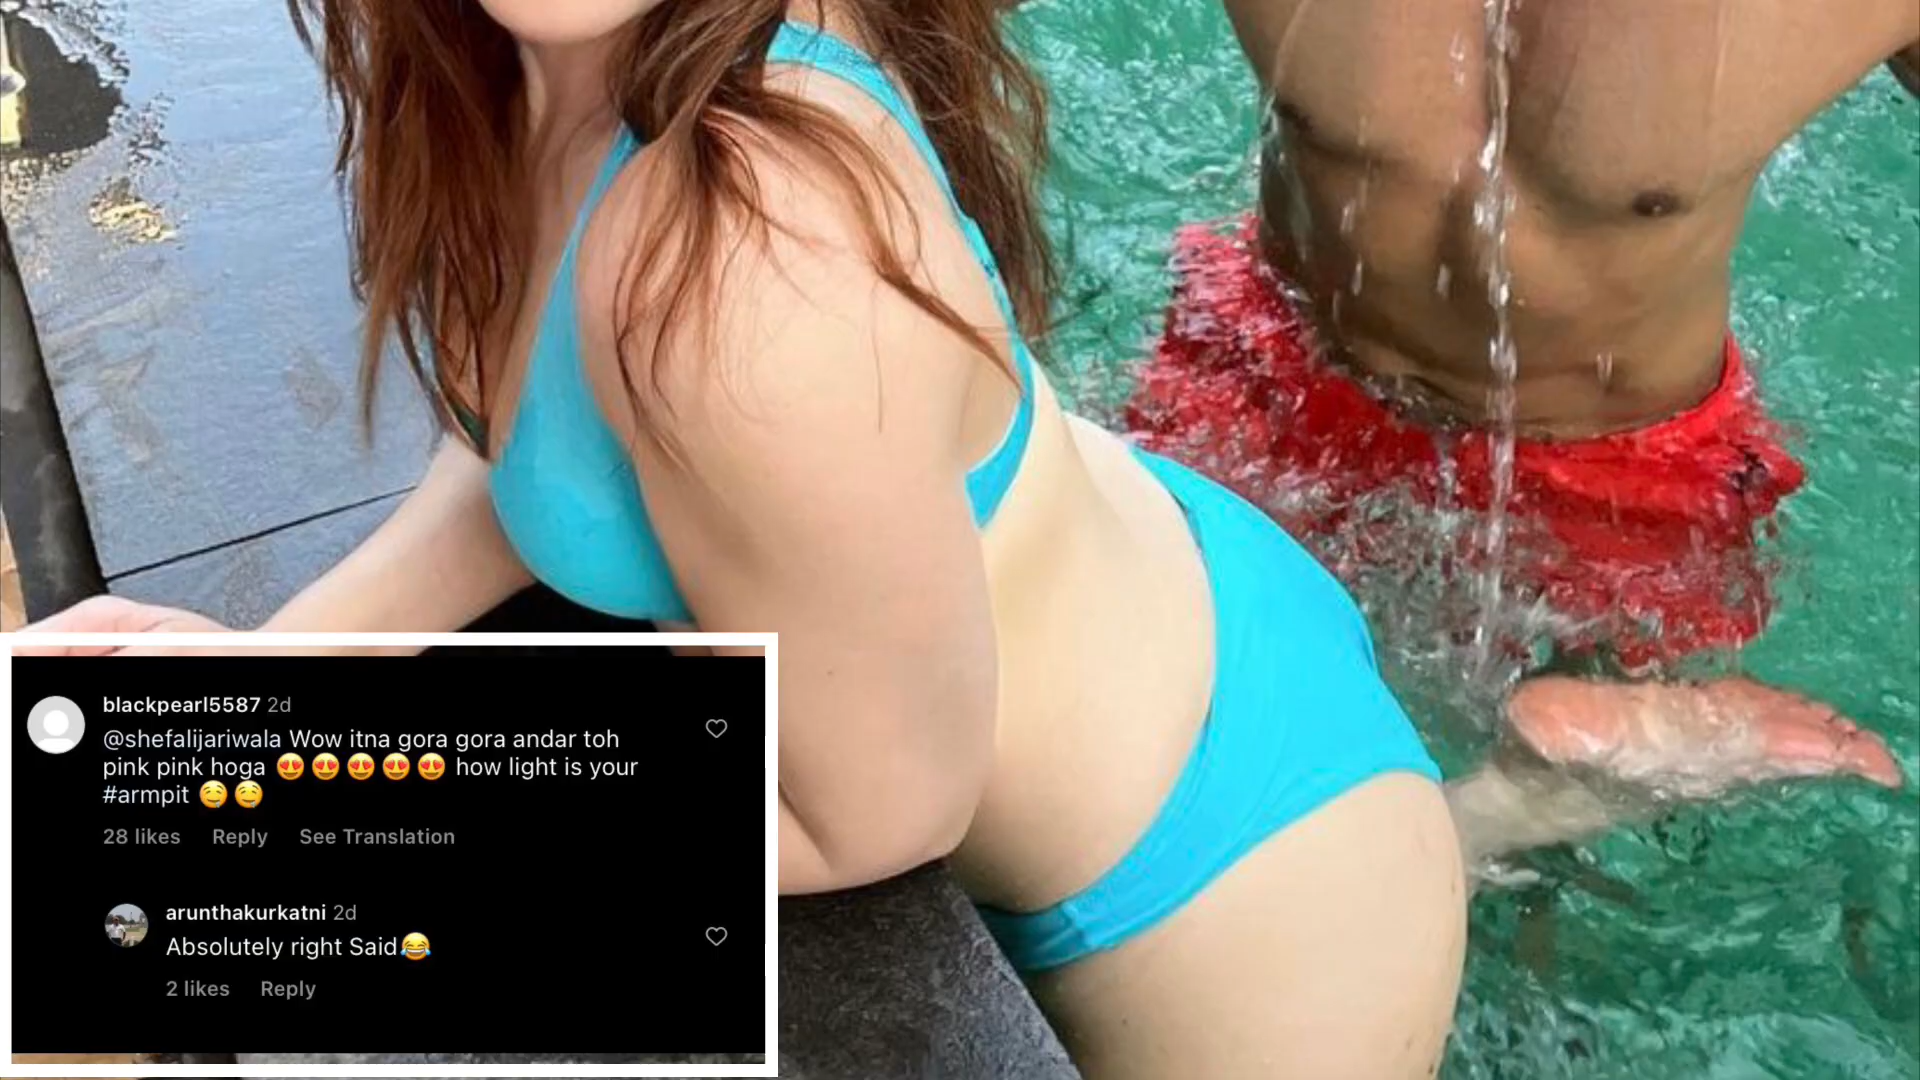 blackpearl5587 2d
@shefalijariwala Wow itna gora gora andar toh
pink pink hoga 😍😍😍😍😍 how light is your
#armpit 🤤🤤
28 likes Reply See Translation
arunthakurkatni 2d
Absolutely right Said😂
2 likes Reply